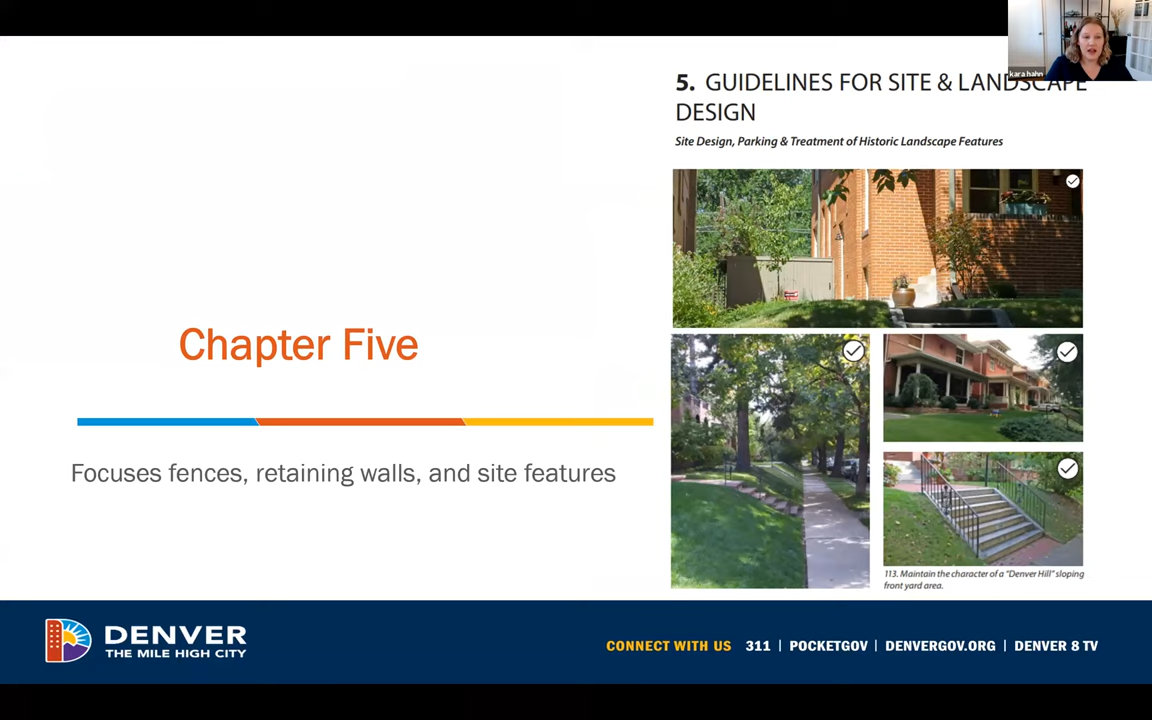 kara hahn
5. GUIDELINES FOR SITE & LANDSCAPE
DESIGN
Site Design, Parking & Treatment of Historic Landscape Features
Chapter Five
Focuses fences, retaining walls, and site features
113. Maintain the character of a "Denver Hill" sloping
front yard area.
DENVER
THE MILE HIGH CITY
CONNECT WITH US 311 | POCKETGOV | DENVERGOV.ORG | DENVER 8 TV